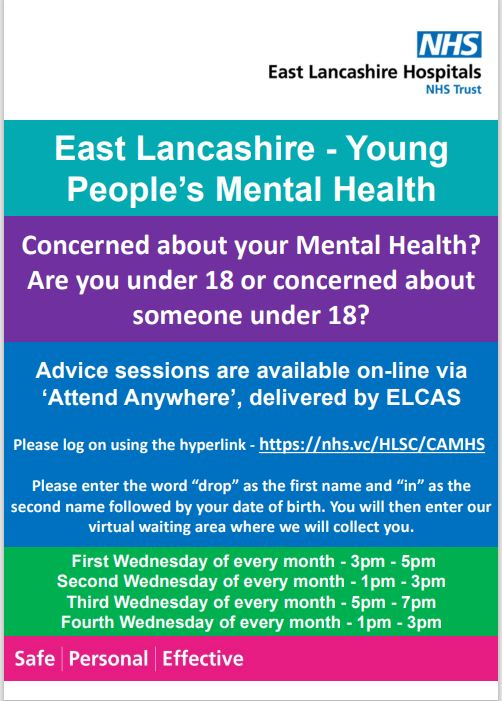 NHS
East Lancashire Hospitals
NHS Trust
East Lancashire - Young
People's Mental Health
Concerned about your Mental Health?
Are you under 18 or concerned about
someone under 18?
Advice sessions are available on-line via
‘Attend Anywhere’, delivered by ELCAS
Please log on using the hyperlink - https://nhs.vc/HLSC/CAMHS
Please enter the word “drop” as the first name and “in” as the
second name followed by your date of birth. You will then enter our
virtual waiting area where we will collect you.
First Wednesday of every month - 3pm - 5pm
Second Wednesday of every month - 1pm - 3pm
Third Wednesday of every month - 5pm - 7pm
Fourth Wednesday of every month - 1pm - 3pm
Safe | Personal | Effective